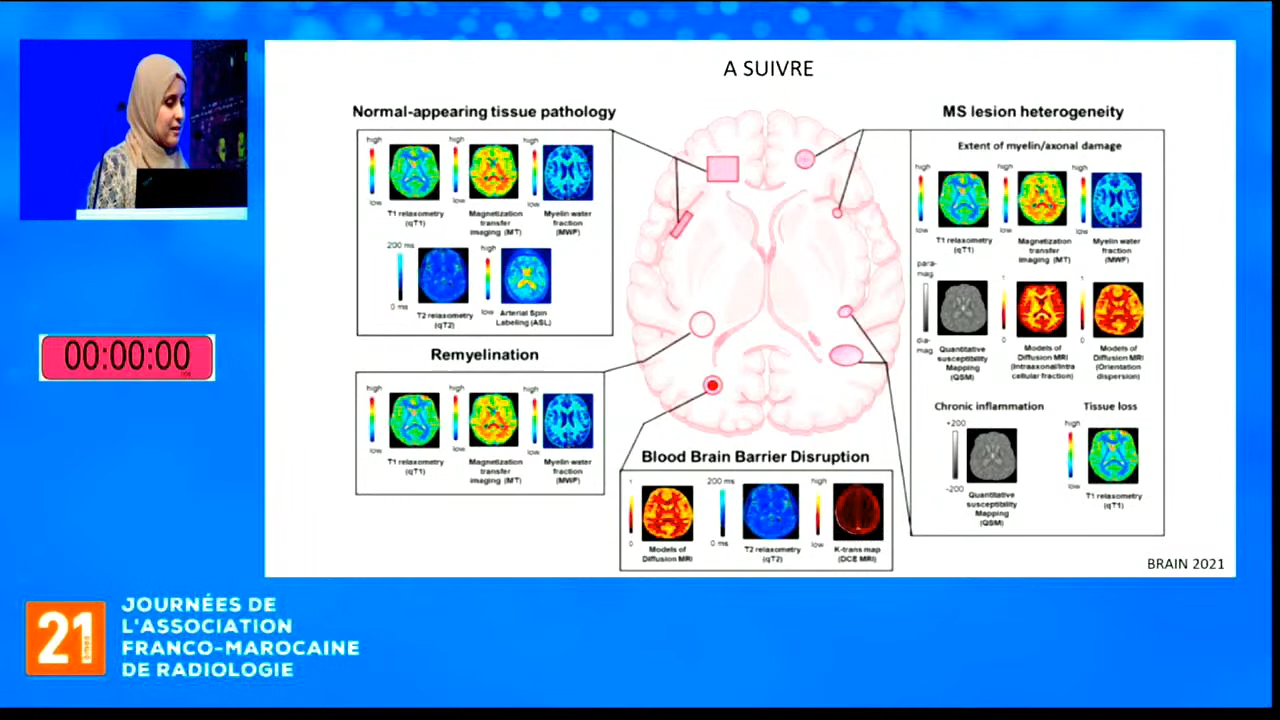 A SUIVRE
Normal-appearing tissue pathology
high
low
T1 relaxometry
(qT1)
high
low
Magnetization
transfer
imaging (MT)
high
low
Myelin water
fraction
(MWF)
200 ms
0 ms
T2 relaxometry
(qT2)
high
low
Arterial Spin
Labeling (ASL)
Remyelination
high
low
T1 relaxometry
(qT1)
high
low
Magnetization
transfer
imaging (MT)
high
low
Myelin water
fraction
(MWF)
Blood Brain Barrier Disruption
1
0
Models of
Diffusion MRI
200 ms
0 ms
T2 relaxometry
(qT2)
high
low
K-trans map
(DCE MRI)
MS lesion heterogeneity
Extent of myelin/axonal damage
high
low
T1 relaxometry
(qT1)
high
low
Magnetization
transfer
imaging (MT)
high
low
Myelin water
fraction
(MWF)
para-
mag.
dia-
mag.
Quantitative
susceptibility
Mapping
(QSM)
1
0
Models of
Diffusion MRI
(Intraaxonal/Intra
cellular fraction)
1
0
Models of
Diffusion MRI
(Orientation
dispersion)
Chronic inflammation
+200
-200
Quantitative
susceptibility
Mapping
(QSM)
Tissue loss
high
low
T1 relaxometry
(qT1)
BRAIN 2021
00:00:00
21
èmes
JOURNÉES DE
L'ASSOCIATION
FRANCO-MAROCAINE
DE RADIOLOGIE